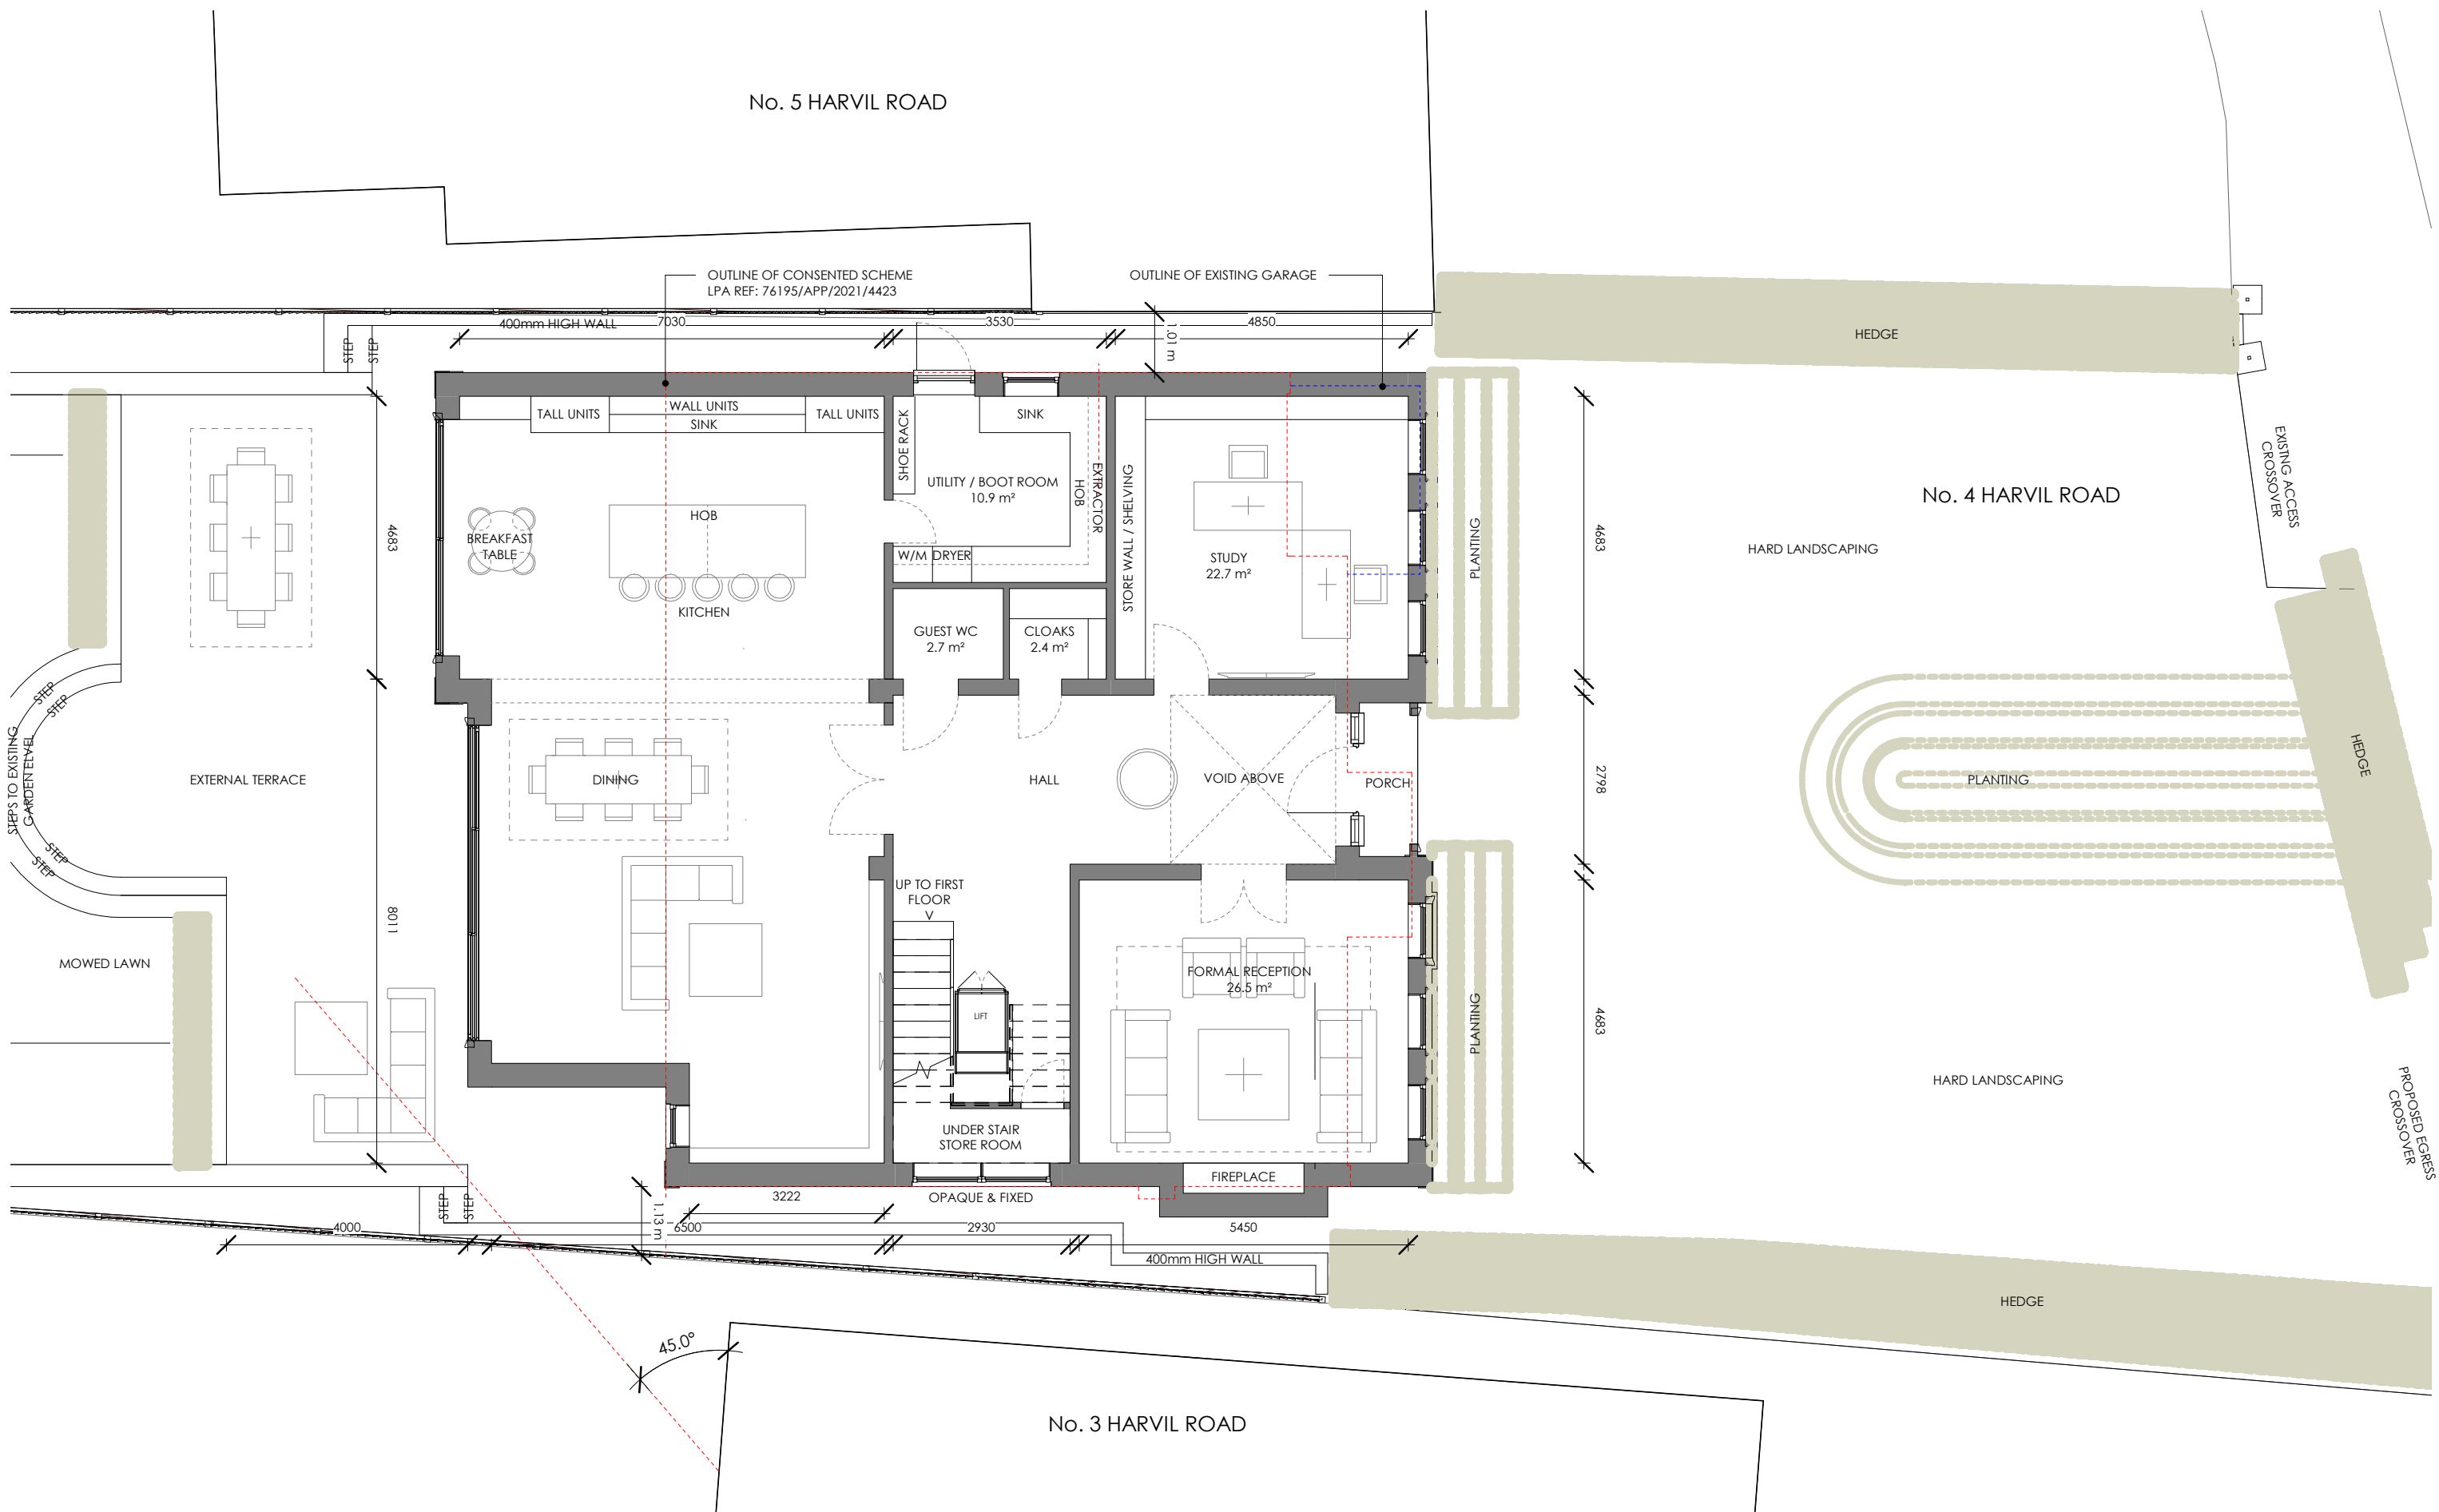 No. 5 HARVIL ROAD
OUTLINE OF CONSENTED SCHEME
LPA REF: 76195/APP/2021/4423
OUTLINE OF EXISTING GARAGE
400mm HIGH WALL
7030
3530
4850
1.01 m
HEDGE
STEP
STEP
TALL UNITS
WALL UNITS
SINK
TALL UNITS
SHOE RACK
SINK
UTILITY / BOOT ROOM
10.9 m²
HOB
EXTRACTOR
STORE WALL / SHELVING
EXISTNG ACCESS
CROSSOVER
No. 4 HARVIL ROAD
HARD LANDSCAPING
4683
HOB
BREAKFAST
TABLE
W/M
DRYER
STUDY
22.7 m²
PLANTING
4683
KITCHEN
GUEST WC
2.7 m²
CLOAKS
2.4 m²
STEP
STEP
STEPS TO EXISTING
GARDEN ELVEL
EXTERNAL TERRACE
DINING
HALL
VOID ABOVE
PORCH
2798
PLANTING
HEDGE
STEP
STEP
UP TO FIRST
FLOOR
V
8011
MOWED LAWN
FORMAL RECEPTION
26.5 m²
LIFT
PLANTING
4683
HARD LANDSCAPING
PROPOSED EGRESS
CROSSOVER
UNDER STAIR
STORE ROOM
FIREPLACE
STEP
STEP
3222
OPAQUE & FIXED
1.13 m
4000
6500
2930
5450
400mm HIGH WALL
HEDGE
45.0°
No. 3 HARVIL ROAD